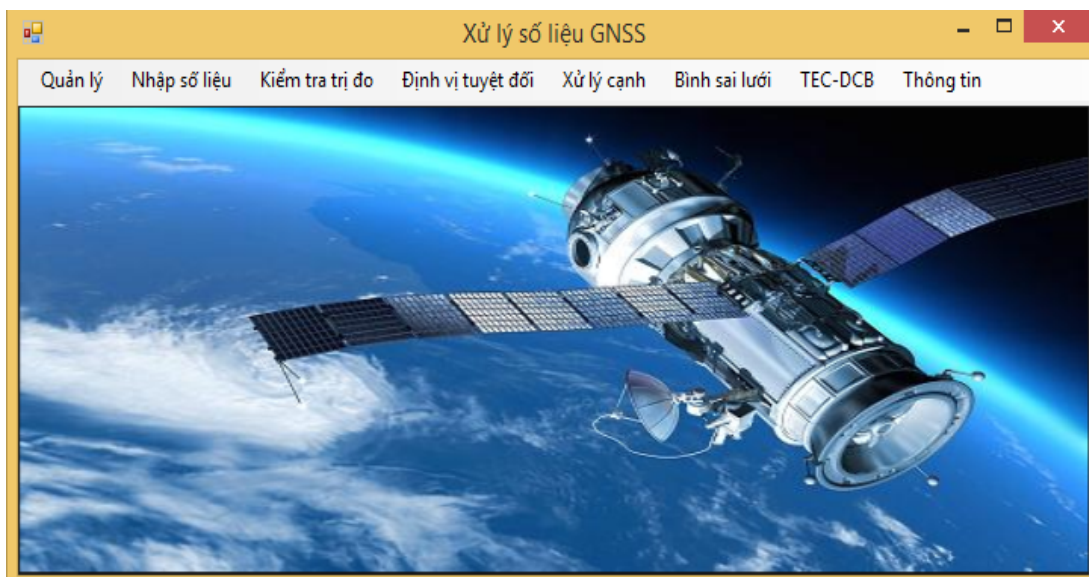 Xử lý số liệu GNSS
Quản lý Nhập số liệu Kiểm tra trị đo Định vị tuyệt đối Xử lý cạnh Bình sai lưới TEC-DCB Thông tin